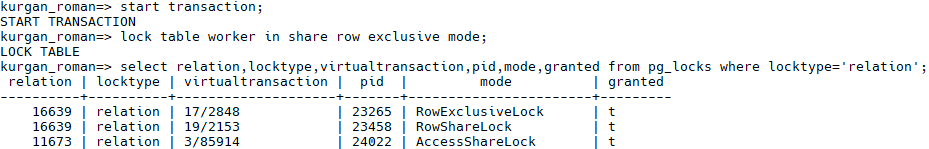 kurgan_roman=> start transaction;
START TRANSACTION
kurgan_roman=> lock table worker in share row exclusive mode;
LOCK TABLE
kurgan_roman=> select relation,locktype,virtualtransaction,pid,mode,granted from pg_locks where locktype='relation';
 relation | locktype | virtualtransaction |  pid  |       mode       | granted
----------+----------+--------------------+-------+------------------------+---------
    16639 | relation | 17/2848            | 23265 | RowExclusiveLock       | t
    16639 | relation | 19/2153            | 23458 | RowShareLock           | t
    11673 | relation | 3/85914            | 24022 | AccessShareLock        | t